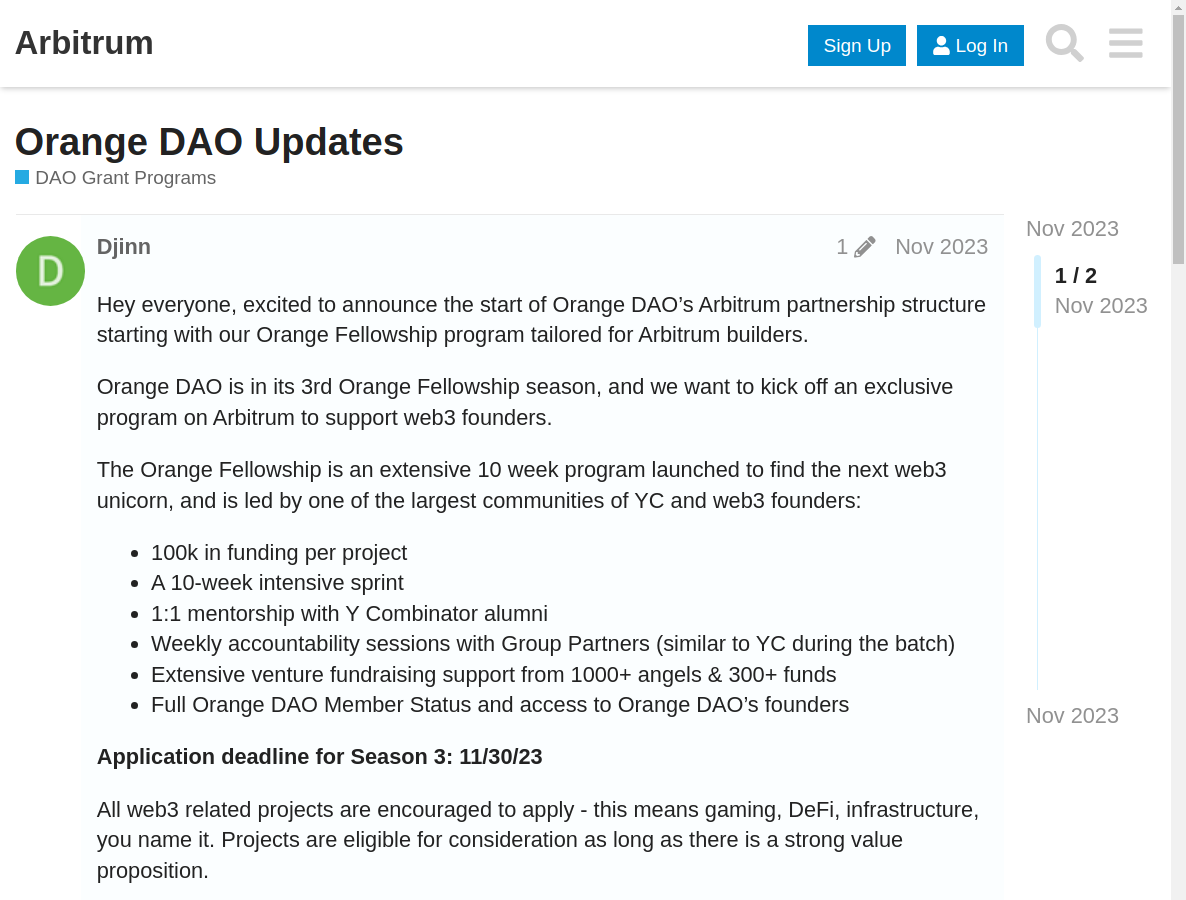 Arbitrum
Sign Up
Log In
Orange DAO Updates
DAO Grant Programs
D
Djinn
1
Nov 2023
Hey everyone, excited to announce the start of Orange DAO’s Arbitrum partnership structure
starting with our Orange Fellowship program tailored for Arbitrum builders.
Orange DAO is in its 3rd Orange Fellowship season, and we want to kick off an exclusive
program on Arbitrum to support web3 founders.
The Orange Fellowship is an extensive 10 week program launched to find the next web3
unicorn, and is led by one of the largest communities of YC and web3 founders:
100k in funding per project
A 10-week intensive sprint
1:1 mentorship with Y Combinator alumni
Weekly accountability sessions with Group Partners (similar to YC during the batch)
Extensive venture fundraising support from 1000+ angels & 300+ funds
Full Orange DAO Member Status and access to Orange DAO’s founders
Application deadline for Season 3: 11/30/23
All web3 related projects are encouraged to apply - this means gaming, DeFi, infrastructure,
you name it. Projects are eligible for consideration as long as there is a strong value
proposition.
Nov 2023
1 / 2
Nov 2023
Nov 2023